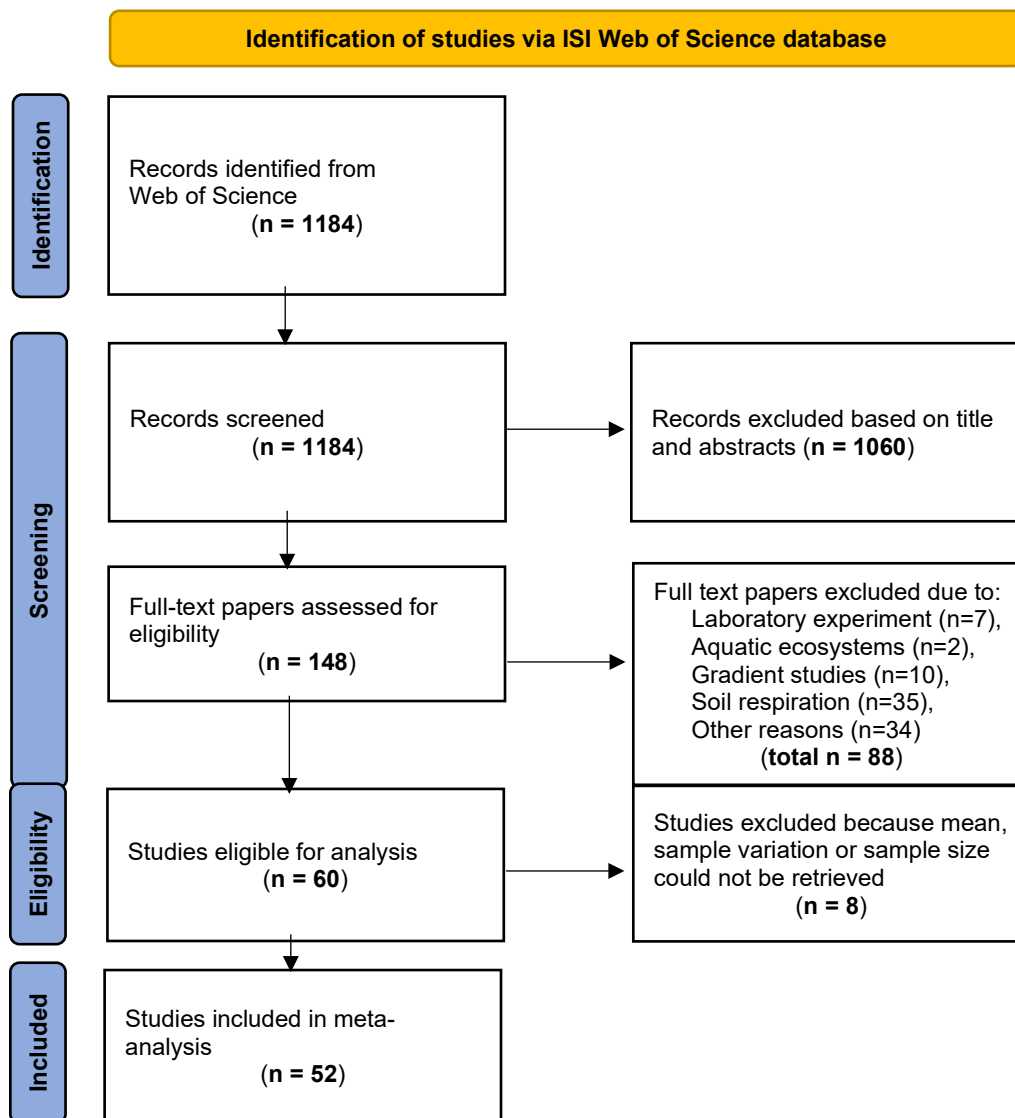 Identification of studies via ISI Web of Science database
Identification
Records identified from
Web of Science
(n = 1184)
Screening
Records screened
(n = 1184)
Records excluded based on title
and abstracts (n = 1060)
Full-text papers assessed for
eligibility
(n = 148)
Full text papers excluded due to:
Laboratory experiment (n=7),
Aquatic ecosystems (n=2),
Gradient studies (n=10),
Soil respiration (n=35),
Other reasons (n=34)
(total n = 88)
Eligibility
Studies eligible for analysis
(n = 60)
Studies excluded because mean,
sample variation or sample size
could not be retrieved
(n = 8)
Included
Studies included in meta-
analysis
(n = 52)